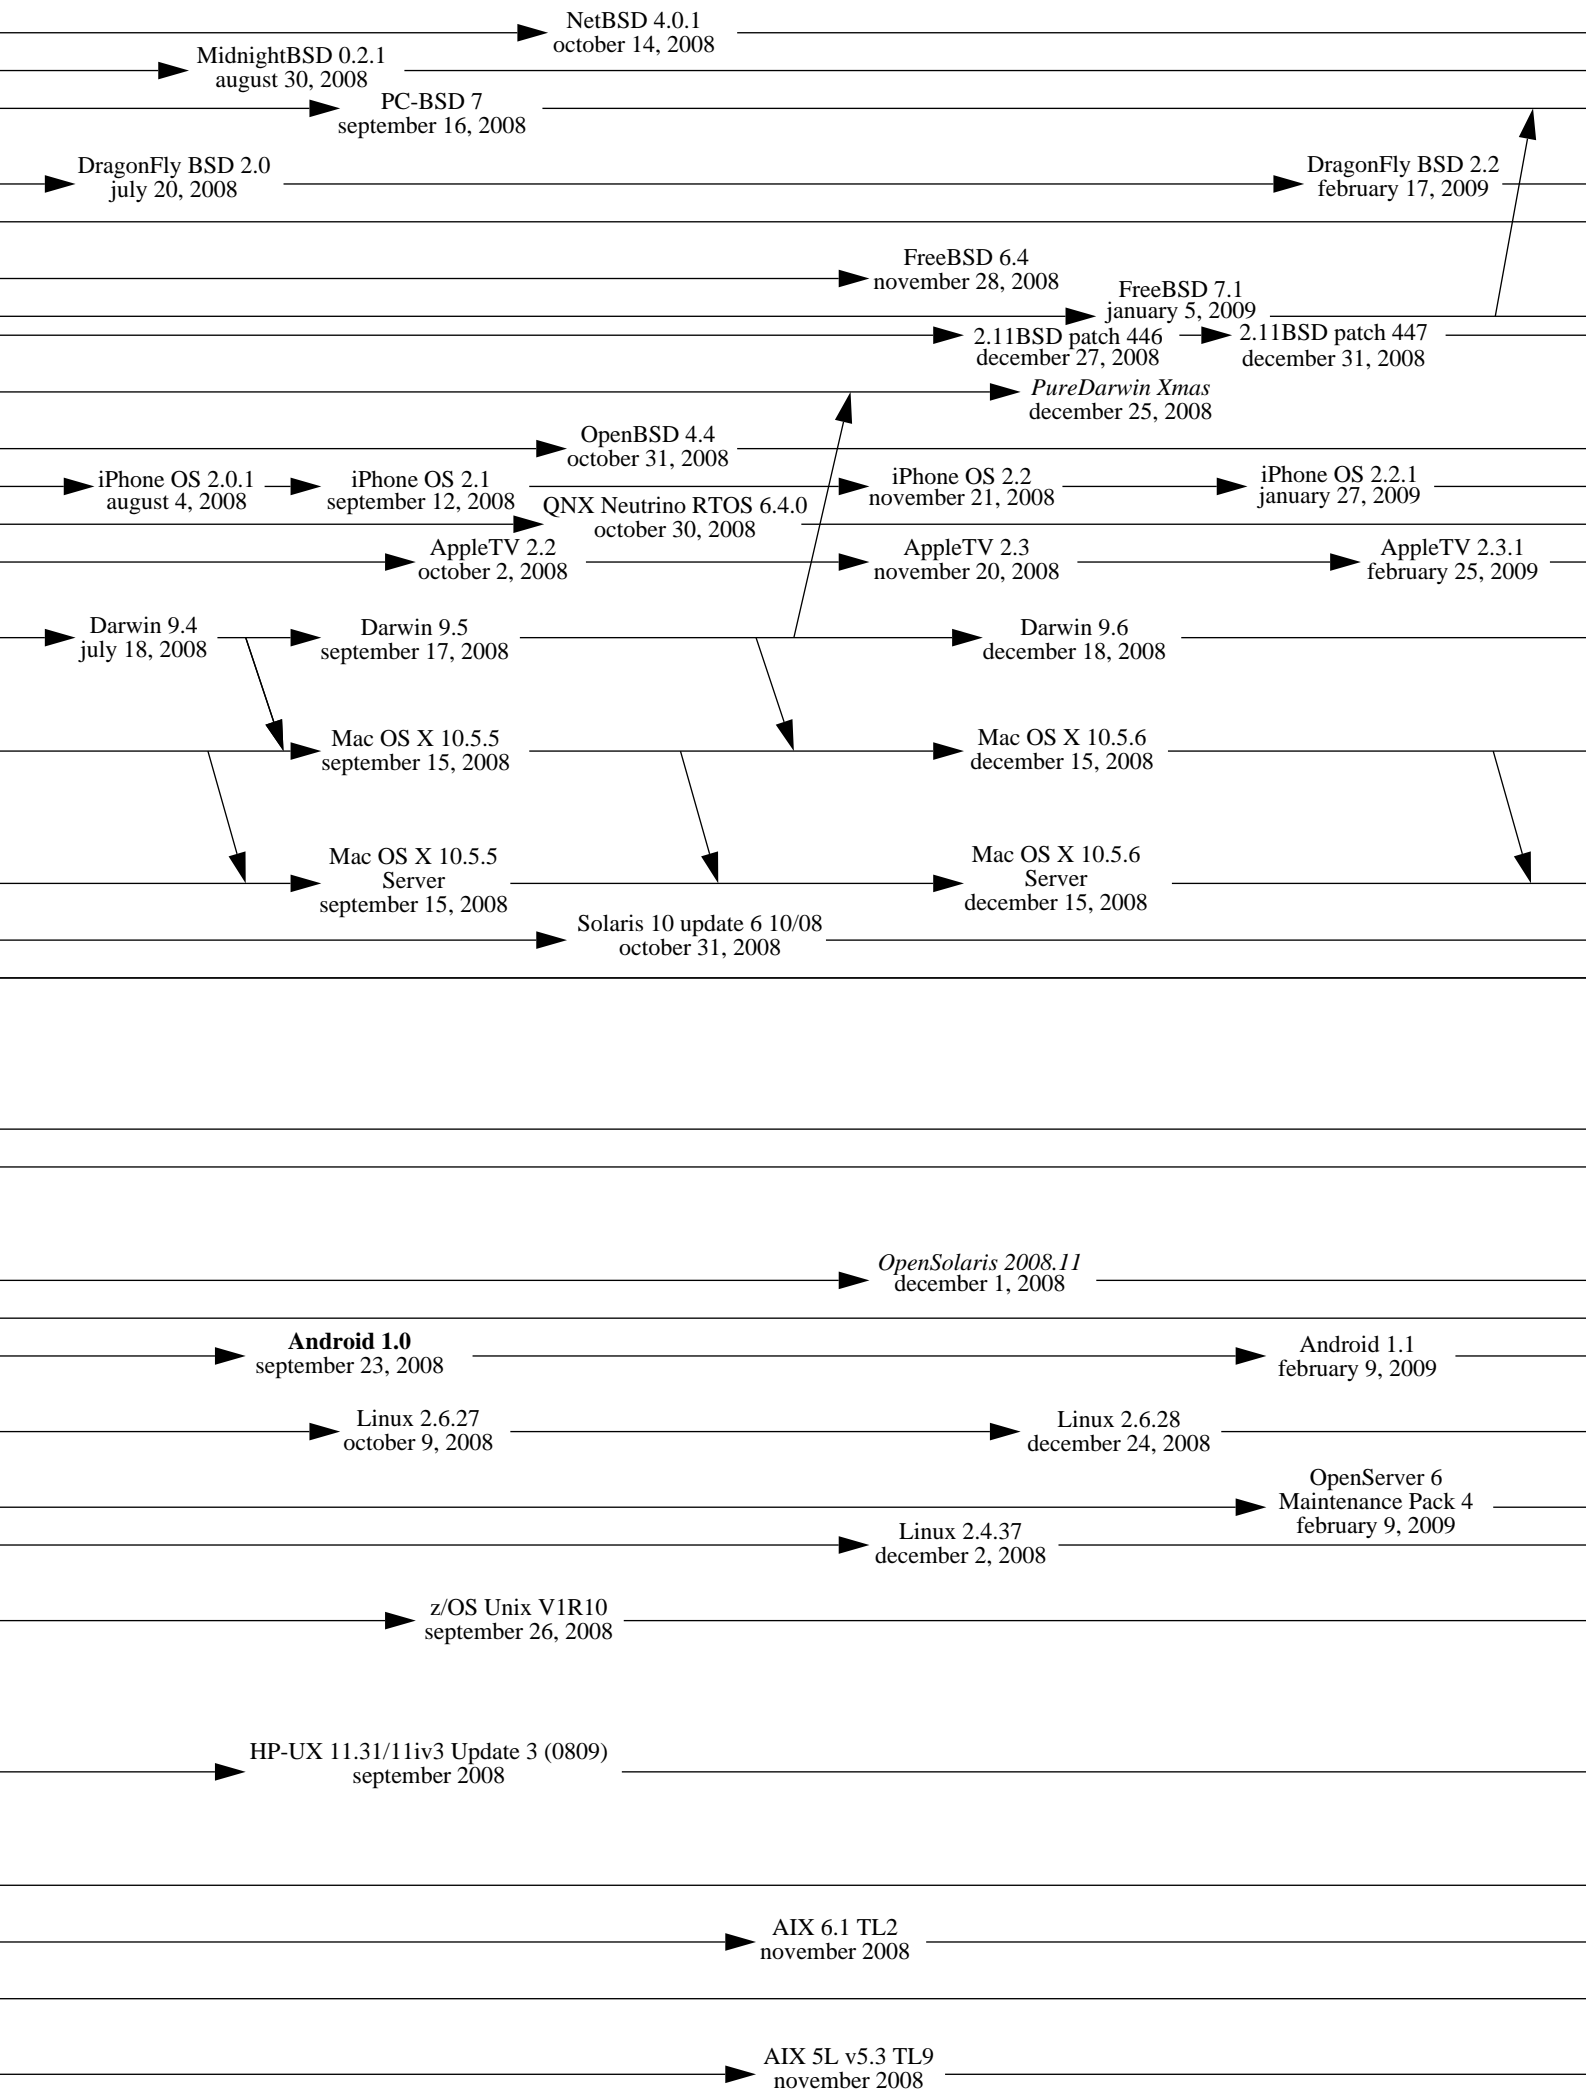 NetBSD 4.0.1
october 14, 2008
MidnightBSD 0.2.1
august 30, 2008
PC-BSD 7
september 16, 2008
DragonFly BSD 2.0
july 20, 2008
DragonFly BSD 2.2
february 17, 2009
FreeBSD 6.4
november 28, 2008
FreeBSD 7.1
january 5, 2009
2.11BSD patch 446
december 27, 2008
2.11BSD patch 447
december 31, 2008
PureDarwin Xmas
december 25, 2008
OpenBSD 4.4
october 31, 2008
iPhone OS 2.0.1
august 4, 2008
iPhone OS 2.1
september 12, 2008
iPhone OS 2.2
november 21, 2008
iPhone OS 2.2.1
january 27, 2009
QNX Neutrino RTOS 6.4.0
october 30, 2008
AppleTV 2.2
october 2, 2008
AppleTV 2.3
november 20, 2008
AppleTV 2.3.1
february 25, 2009
Darwin 9.4
july 18, 2008
Darwin 9.5
september 17, 2008
Darwin 9.6
december 18, 2008
Mac OS X 10.5.5
september 15, 2008
Mac OS X 10.5.6
december 15, 2008
Mac OS X 10.5.5
Server
september 15, 2008
Mac OS X 10.5.6
Server
december 15, 2008
Solaris 10 update 6 10/08
october 31, 2008
OpenSolaris 2008.11
december 1, 2008
Android 1.0
september 23, 2008
Android 1.1
february 9, 2009
Linux 2.6.27
october 9, 2008
Linux 2.6.28
december 24, 2008
OpenServer 6
Maintenance Pack 4
february 9, 2009
Linux 2.4.37
december 2, 2008
z/OS Unix V1R10
september 26, 2008
HP-UX 11.31/11iv3 Update 3 (0809)
september 2008
AIX 6.1 TL2
november 2008
AIX 5L v5.3 TL9
november 2008